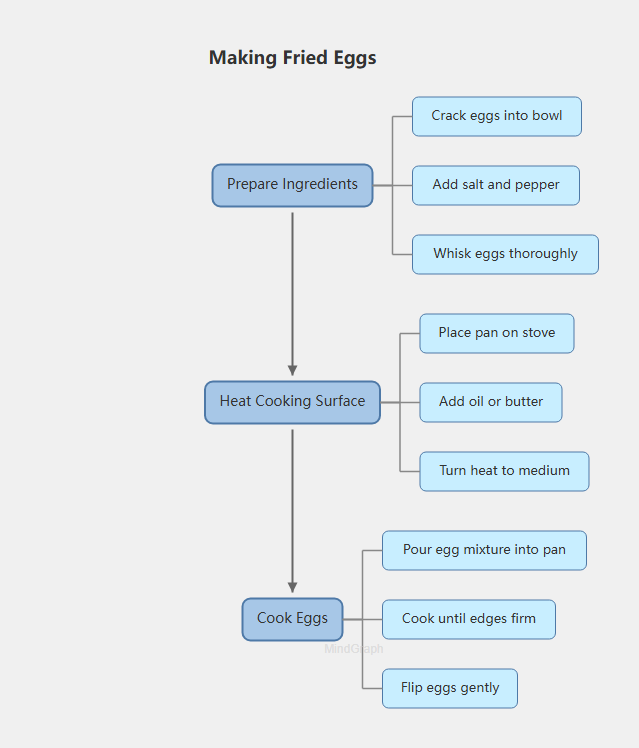 Making Fried Eggs
Prepare Ingredients
Crack eggs into bowl
Add salt and pepper
Whisk eggs thoroughly
Heat Cooking Surface
Place pan on stove
Add oil or butter
Turn heat to medium
Cook Eggs
Pour egg mixture into pan
Cook until edges firm
Flip eggs gently
MindGraph